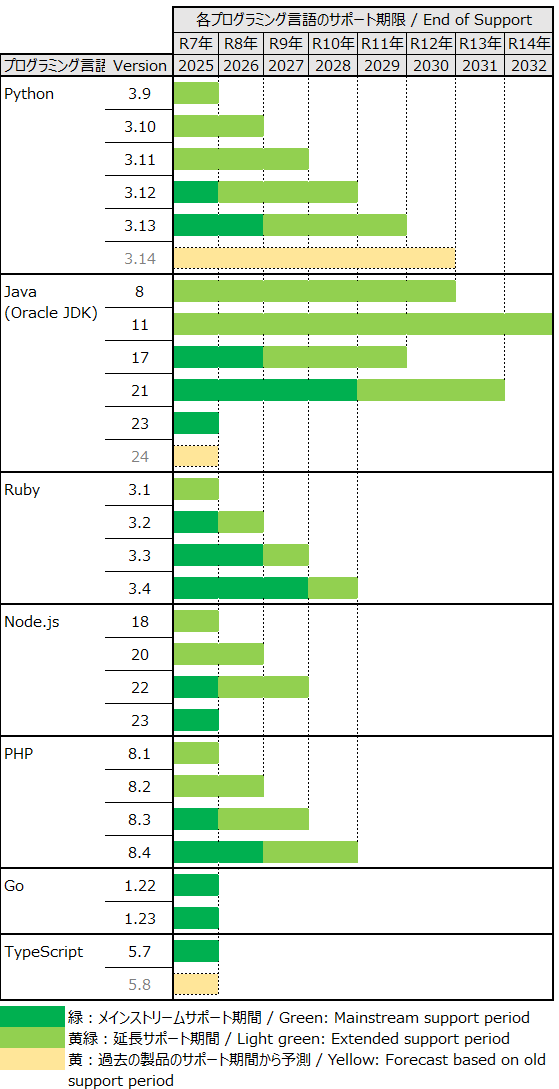 各プログラミング言語のサポート期限 / End of Support
R7年 R8年 R9年 R10年 R11年 R12年 R13年 R14年
プログラミング言語 Version 2025 2026 2027 2028 2029 2030 2031 2032
Python 3.9
3.10
3.11
3.12
3.13
3.14
Java 8
(Oracle JDK)
11
17
21
23
24
Ruby 3.1
3.2
3.3
3.4
Node.js 18
20
22
23
PHP 8.1
8.2
8.3
8.4
Go 1.22
1.23
TypeScript 5.7
5.8
緑：メインストリームサポート期間 / Green: Mainstream support period
黄緑：延長サポート期間 / Light green: Extended support period
黄：過去の製品のサポート期間から予測 / Yellow: Forecast based on old
support period